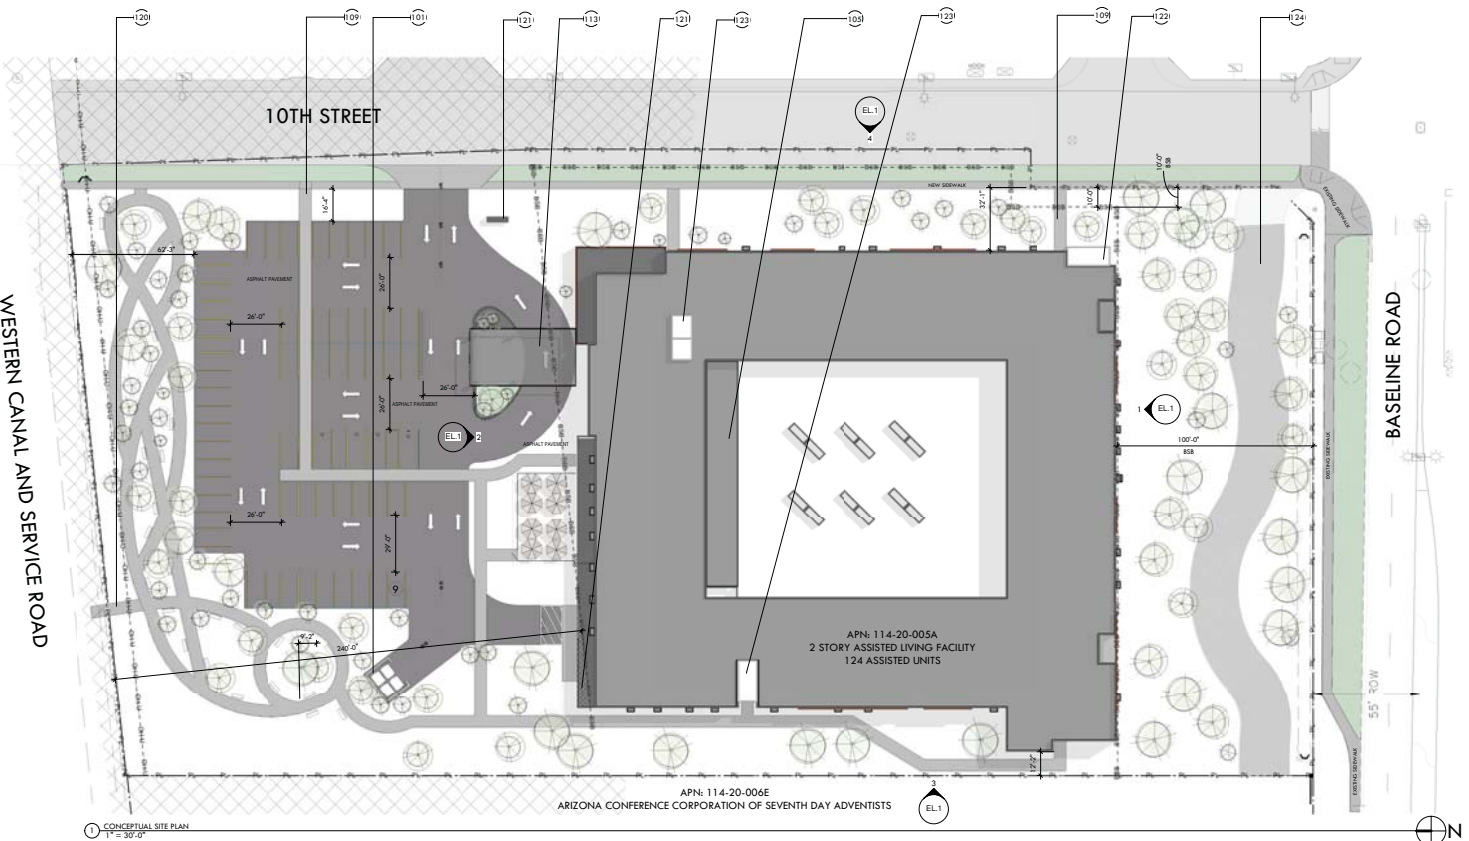 120
109
101
121
113
121
123
105
123
109
122
124
10TH STREET
EL.1
4
10'-0"
BSB
NEW SIDEWALK
32'-1"
10'-0"
16'-4"
EXISTING SIDEWALK
62'-3"
ASPHALT PAVEMENT
26'-0"
26'-0"
WESTERN CANAL AND SERVICE ROAD
BASELINE ROAD
26'-0"
26'-0"
ASPHALT PAVEMENT
EL.1
2
ASPHALT PAVEMENT
1
EL.1
100'-0"
BSB
EXISTING SIDEWALK
26'-0"
29'-0"
9
9'-2"
240'-0"
APN: 114-20-005A
2 STORY ASSISTED LIVING FACILITY
124 ASSISTED UNITS
55' ROW
12'-2"
EXISTING SIDEWALK
APN: 114-20-006E
ARIZONA CONFERENCE CORPORATION OF SEVENTH DAY ADVENTISTS
3
EL.1
1
CONCEPTUAL SITE PLAN
1" = 30'-0"
N